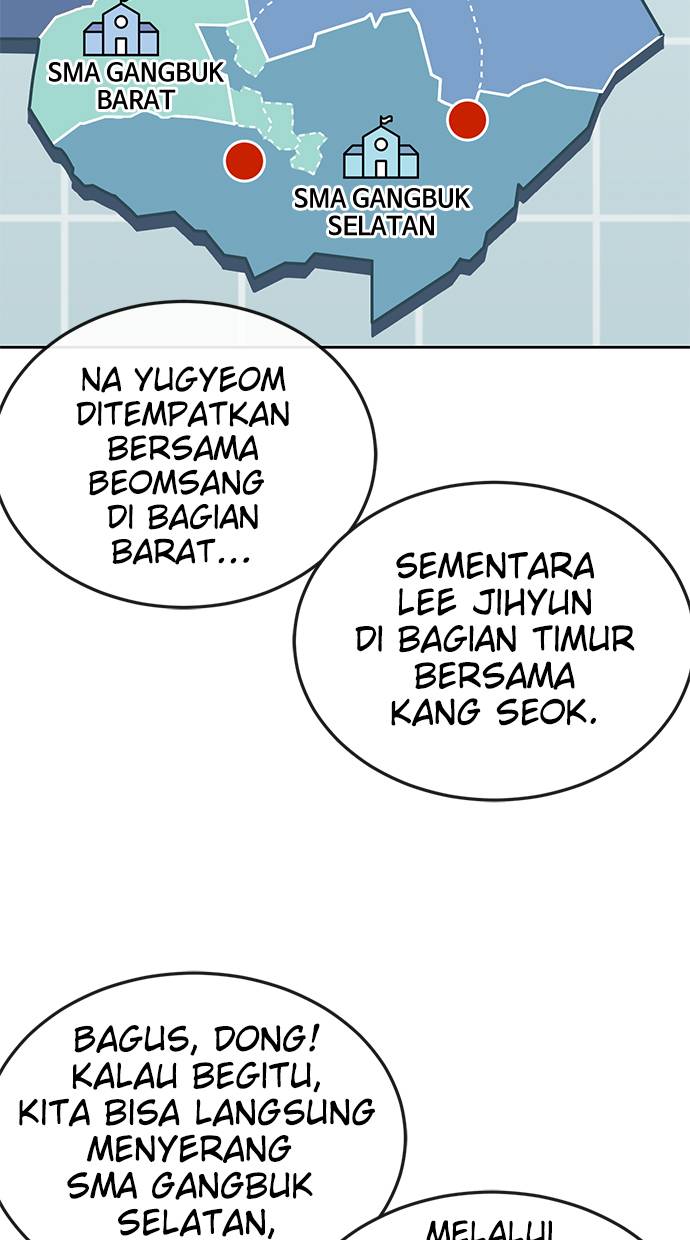 SMA GANGBUK
BARAT
SMA GANGBUK
SELATAN
NA YUGYEOM
DITEMPATKAN
BERSAMA
BEOMSANG
DI BAGIAN
BARAT...
SEMENTARA
LEE JIHYUN
DI BAGIAN TIMUR
BERSAMA
KANG SEOK.
BAGUS, DONG!
KALAU BEGITU,
KITA BISA LANGSUNG
MENYERANG
SMA GANGBUK
SELATAN,
MELALUI